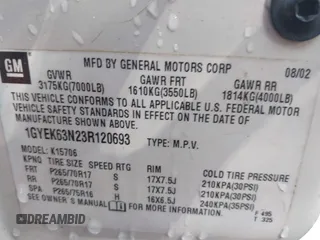 GM
MFD BY GENERAL MOTORS CORP
08/02
GVWR GAWR FRT GAWR RR
3175KG(7000LB) 1610KG(3550LB) 1814KG(4000LB)
THIS VEHICLE CONFORMS TO ALL APPLICABLE U.S. FEDERAL MOTOR
VEHICLE SAFETY STANDARDS IN EFFECT ON THE DATE OF
MANUFACTURE SHOWN ABOVE.
1GYEK63N23R120693 TYPE: M.P.V.
MODEL: K15706
TIRE SIZE SPEED RTG RIM COLD TIRE PRESSURE
FRT P265/70R17 S 17X7.5J 210KPA(30PSI)
RR P265/70R17 S 17X7.5J 210KPA(30PSI)
SPA P265/75R16 16X6.5J 240KPA(35PSI)
SEE OWNER'S MANUAL FOR ADDITIONAL INFORMATION
495
T 325
DREAMBID